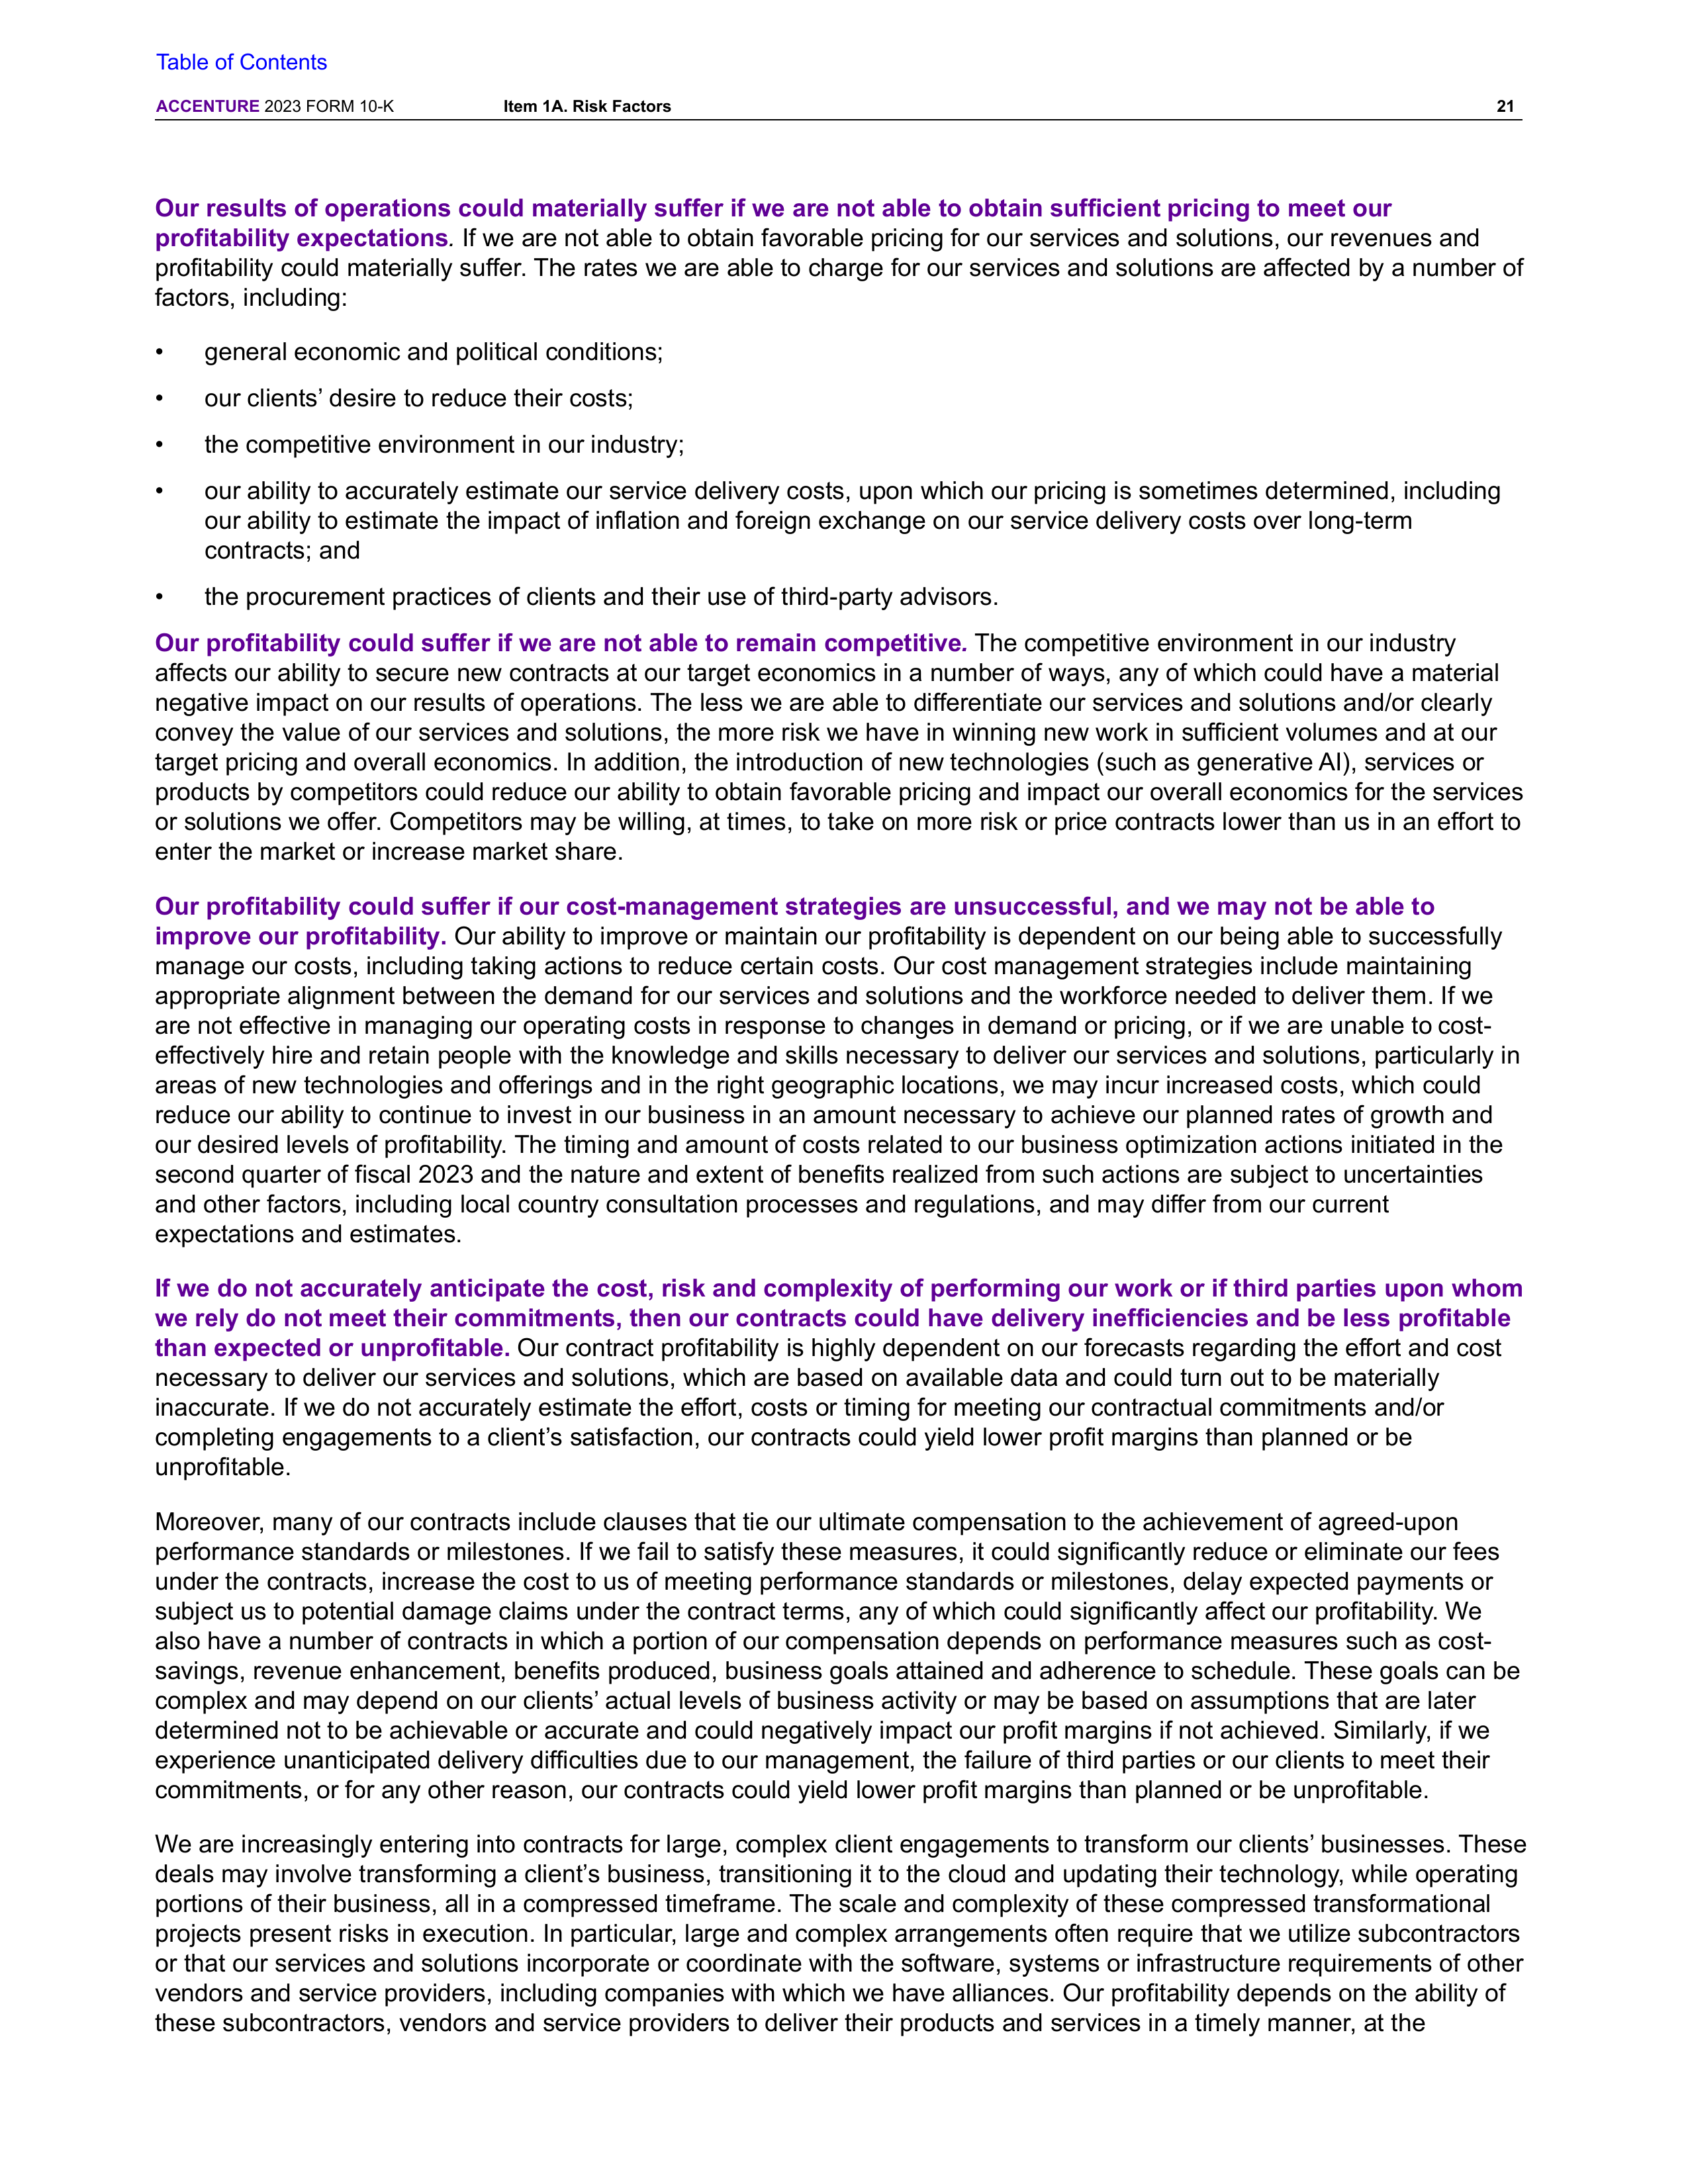 Table of Contents
ACCENTURE 2023 FORM 10-K Item 1A. Risk Factors 21
Our results of operations could materially suffer if we are not able to obtain sufficient pricing to meet our
profitability expectations. If we are not able to obtain favorable pricing for our services and solutions, our revenues and
profitability could materially suffer. The rates we are able to charge for our services and solutions are affected by a number of
factors, including:
• general economic and political conditions;
• our clients’ desire to reduce their costs;
• the competitive environment in our industry;
• our ability to accurately estimate our service delivery costs, upon which our pricing is sometimes determined, including
our ability to estimate the impact of inflation and foreign exchange on our service delivery costs over long-term
contracts; and
• the procurement practices of clients and their use of third-party advisors.
Our profitability could suffer if we are not able to remain competitive. The competitive environment in our industry
affects our ability to secure new contracts at our target economics in a number of ways, any of which could have a material
negative impact on our results of operations. The less we are able to differentiate our services and solutions and/or clearly
convey the value of our services and solutions, the more risk we have in winning new work in sufficient volumes and at our
target pricing and overall economics. In addition, the introduction of new technologies (such as generative AI), services or
products by competitors could reduce our ability to obtain favorable pricing and impact our overall economics for the services
or solutions we offer. Competitors may be willing, at times, to take on more risk or price contracts lower than us in an effort to
enter the market or increase market share.
Our profitability could suffer if our cost-management strategies are unsuccessful, and we may not be able to
improve our profitability. Our ability to improve or maintain our profitability is dependent on our being able to successfully
manage our costs, including taking actions to reduce certain costs. Our cost management strategies include maintaining
appropriate alignment between the demand for our services and solutions and the workforce needed to deliver them. If we
are not effective in managing our operating costs in response to changes in demand or pricing, or if we are unable to cost-
effectively hire and retain people with the knowledge and skills necessary to deliver our services and solutions, particularly in
areas of new technologies and offerings and in the right geographic locations, we may incur increased costs, which could
reduce our ability to continue to invest in our business in an amount necessary to achieve our planned rates of growth and
our desired levels of profitability. The timing and amount of costs related to our business optimization actions initiated in the
second quarter of fiscal 2023 and the nature and extent of benefits realized from such actions are subject to uncertainties
and other factors, including local country consultation processes and regulations, and may differ from our current
expectations and estimates.
If we do not accurately anticipate the cost, risk and complexity of performing our work or if third parties upon whom
we rely do not meet their commitments, then our contracts could have delivery inefficiencies and be less profitable
than expected or unprofitable. Our contract profitability is highly dependent on our forecasts regarding the effort and cost
necessary to deliver our services and solutions, which are based on available data and could turn out to be materially
inaccurate. If we do not accurately estimate the effort, costs or timing for meeting our contractual commitments and/or
completing engagements to a client’s satisfaction, our contracts could yield lower profit margins than planned or be
unprofitable.
Moreover, many of our contracts include clauses that tie our ultimate compensation to the achievement of agreed-upon
performance standards or milestones. If we fail to satisfy these measures, it could significantly reduce or eliminate our fees
under the contracts, increase the cost to us of meeting performance standards or milestones, delay expected payments or
subject us to potential damage claims under the contract terms, any of which could significantly affect our profitability. We
also have a number of contracts in which a portion of our compensation depends on performance measures such as cost-
savings, revenue enhancement, benefits produced, business goals attained and adherence to schedule. These goals can be
complex and may depend on our clients’ actual levels of business activity or may be based on assumptions that are later
determined not to be achievable or accurate and could negatively impact our profit margins if not achieved. Similarly, if we
experience unanticipated delivery difficulties due to our management, the failure of third parties or our clients to meet their
commitments, or for any other reason, our contracts could yield lower profit margins than planned or be unprofitable.
We are increasingly entering into contracts for large, complex client engagements to transform our clients’ businesses. These
deals may involve transforming a client’s business, transitioning it to the cloud and updating their technology, while operating
portions of their business, all in a compressed timeframe. The scale and complexity of these compressed transformational
projects present risks in execution. In particular, large and complex arrangements often require that we utilize subcontractors
or that our services and solutions incorporate or coordinate with the software, systems or infrastructure requirements of other
vendors and service providers, including companies with which we have alliances. Our profitability depends on the ability of
these subcontractors, vendors and service providers to deliver their products and services in a timely manner, at the